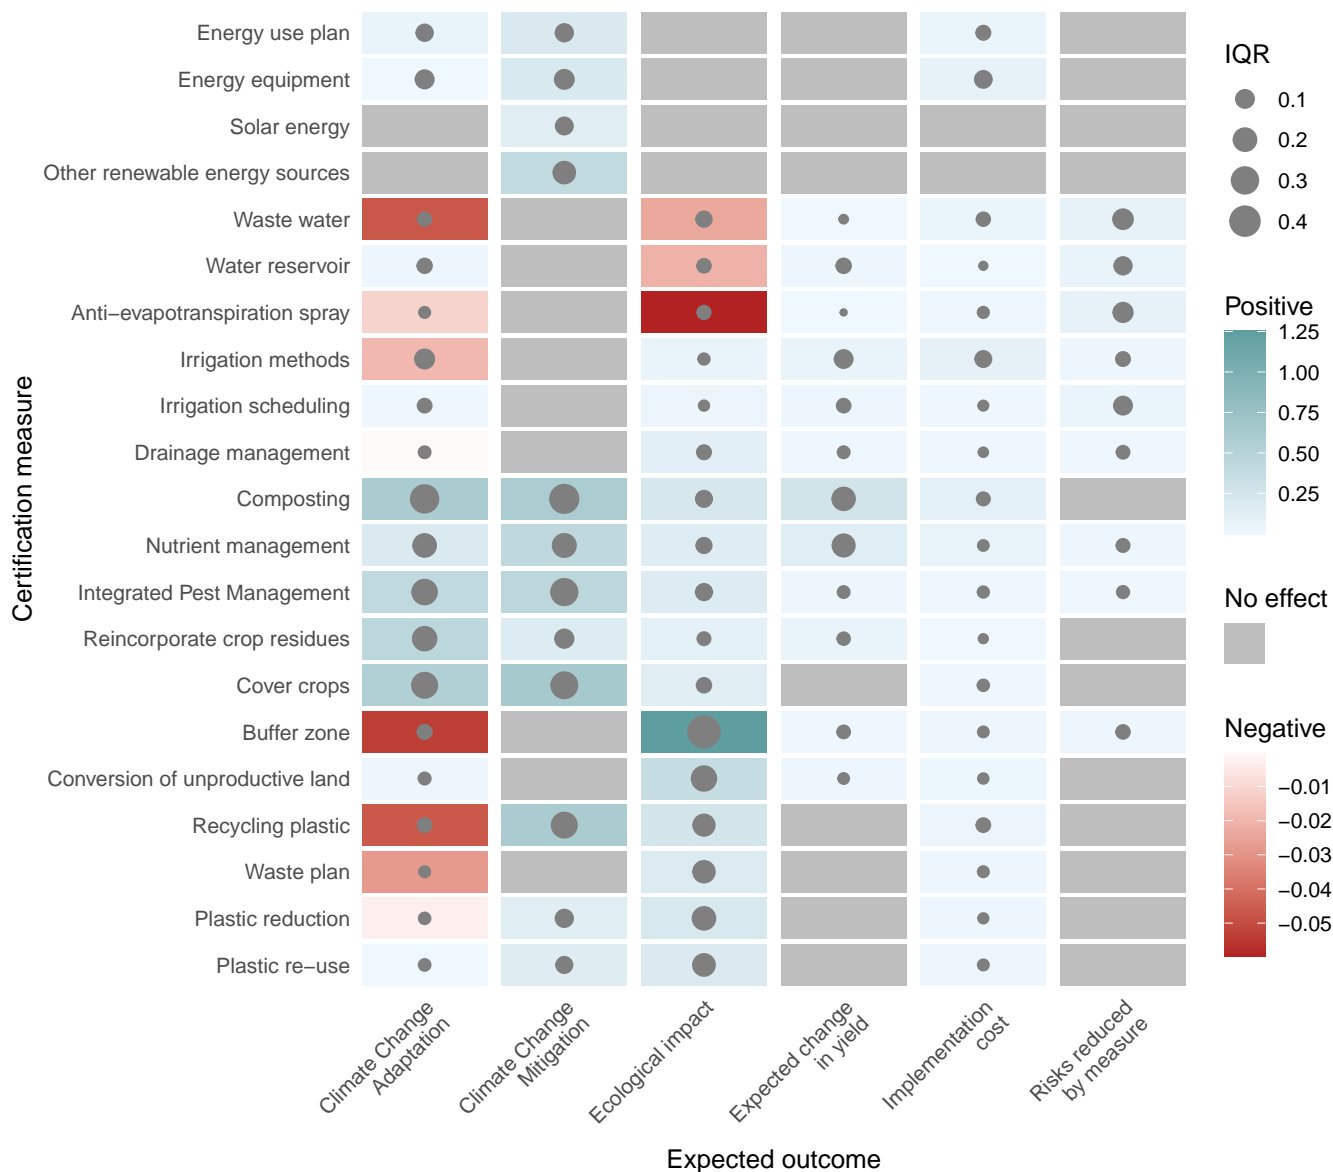 Certification measure
Energy use plan
Energy equipment
Solar energy
Other renewable energy sources
Waste water
Water reservoir
Anti−evapotranspiration spray
Irrigation methods
Irrigation scheduling
Drainage management
Composting
Nutrient management
Integrated Pest Management
Reincorporate crop residues
Cover crops
Buffer zone
Conversion of unproductive land
Recycling plastic
Waste plan
Plastic reduction
Plastic re−use
Climate Change
Adaptation
Climate Change
Mitigation
Ecological impact
Expected change
in yield
Implementation
cost
Risks reduced
by measure
Expected outcome
IQR
0.1
0.2
0.3
0.4
Positive
1.25
1.00
0.75
0.50
0.25
No effect
Negative
−0.01
−0.02
−0.03
−0.04
−0.05